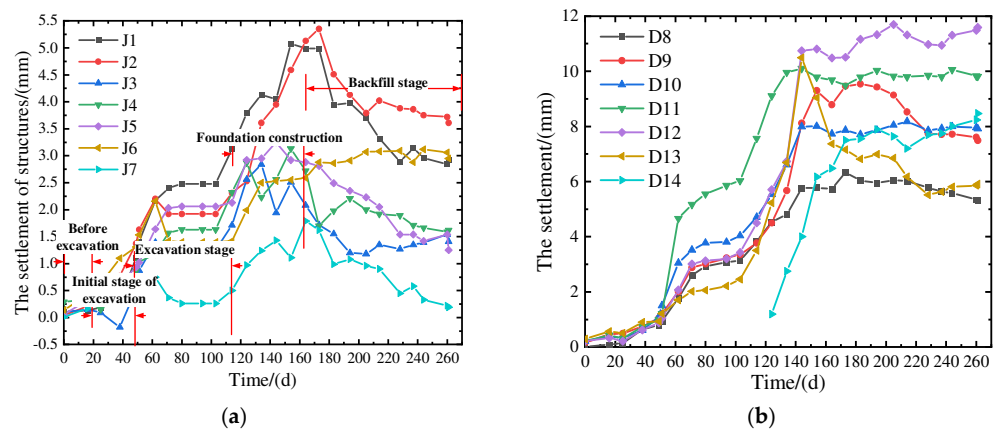 The settlement of structures/(mm)
5.5
5.0
4.5
4.0
3.5
3.0
2.5
2.0
1.5
1.0
0.5
0.0
-0.5
J1
J2
J3
J4
J5
J6
J7
Backfill stage
Foundation construction
Before
excavation
Excavation stage
Initial stage of
excavation
0 20 40 60 80 100 120 140 160 180 200 220 240 260
Time/(d)
(a)
The settlement/(mm)
12
10
8
6
4
2
0
D8
D9
D10
D11
D12
D13
D14
0 20 40 60 80 100 120 140 160 180 200 220 240 260
Time/(d)
(b)